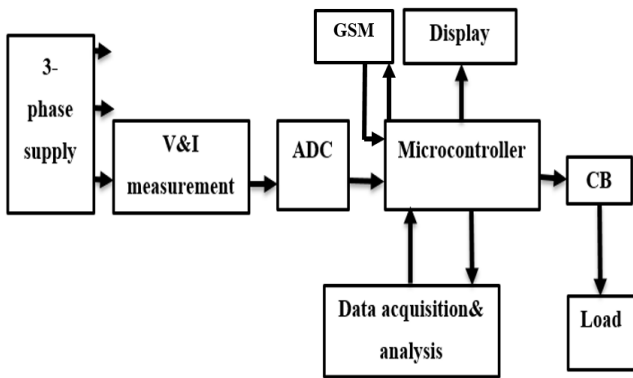 3-
phase
supply
V&I
measurement
ADC
GSM
Display
Microcontroller
CB
Load
Data acquisition&
analysis